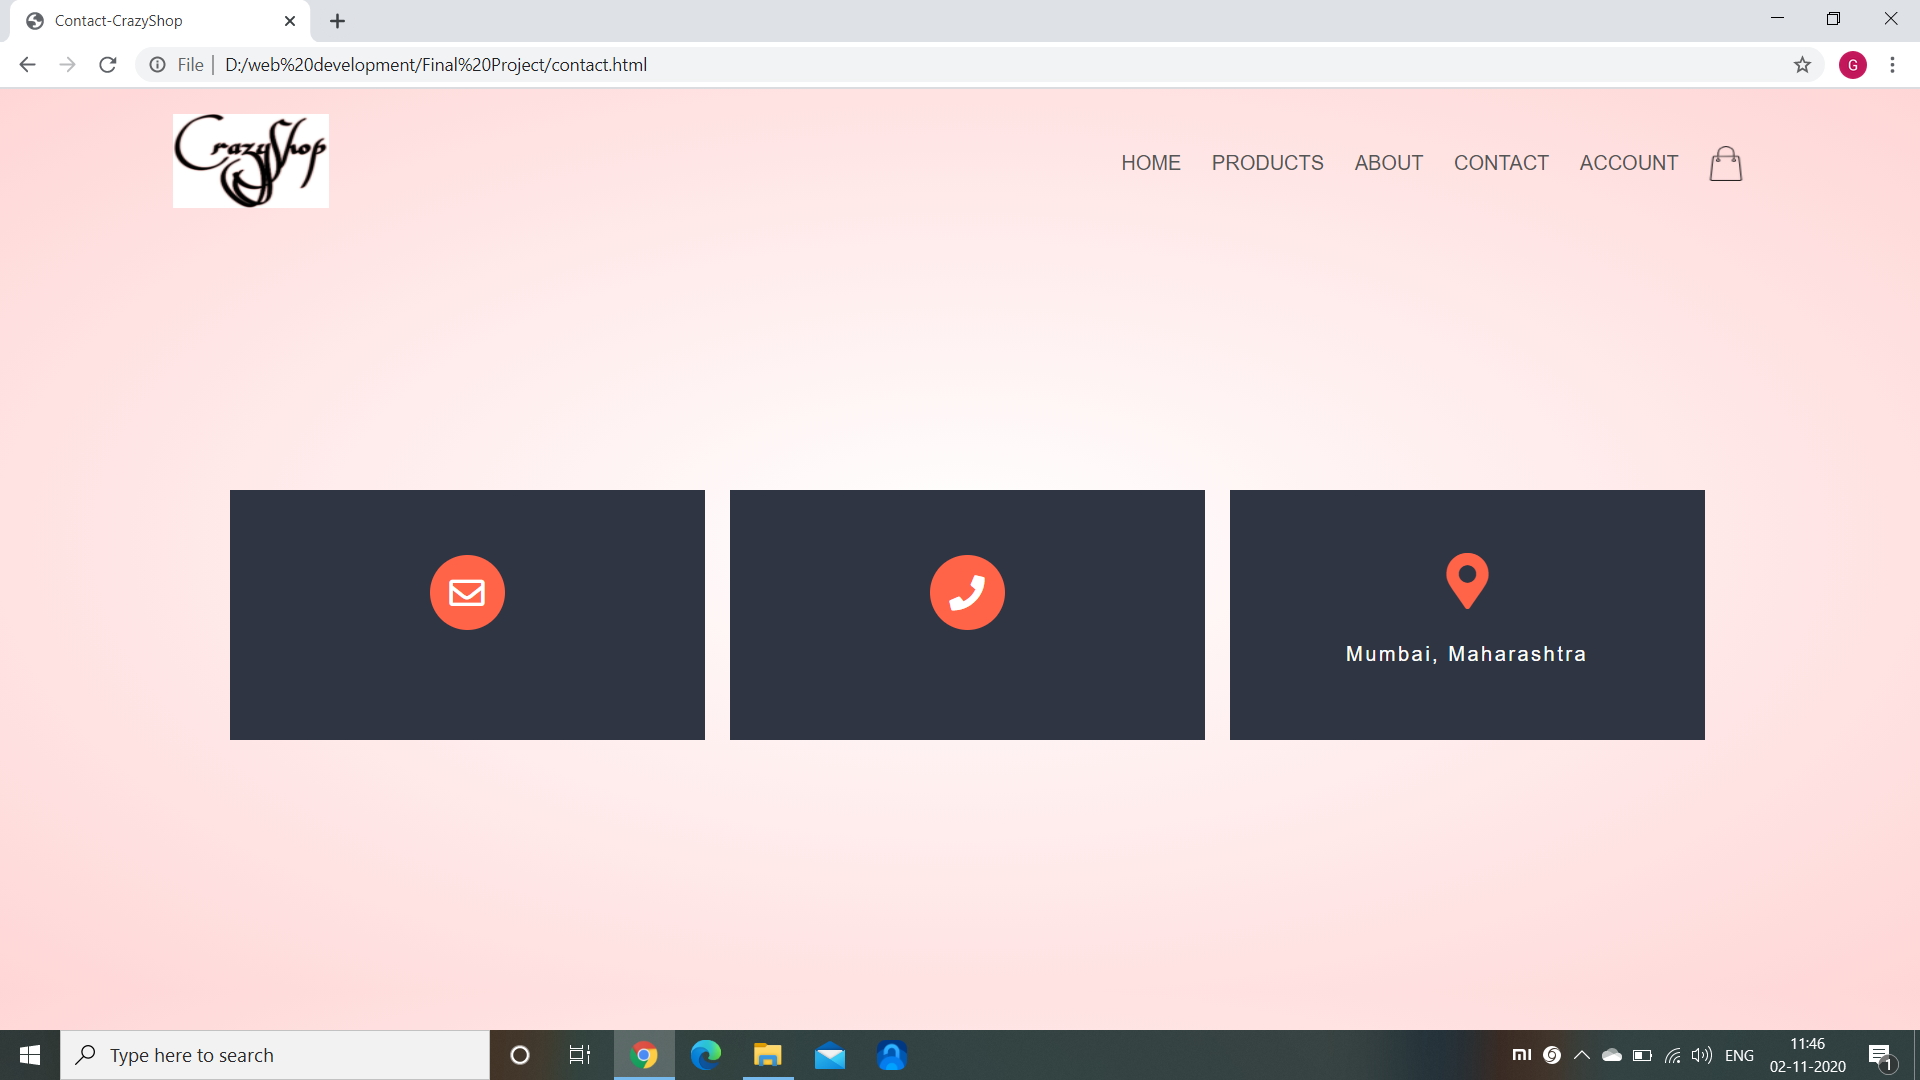 Contact-CrazyShop
File
D:/web%20development/Final%20Project/contact.html
G
CrazyShop
HOME
PRODUCTS
ABOUT
CONTACT
ACCOUNT
Mumbai, Maharashtra
Type here to search
mi
ENG
11:46
02-11-2020
1